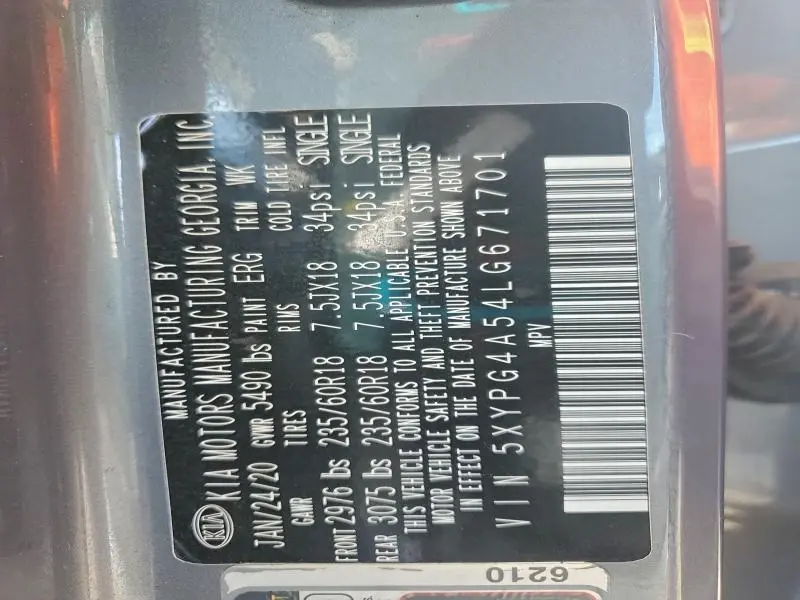 MANUFACTURED BY
KIA KIA MOTORS MANUFACTURING GEORGIA, INC.
JAN/24/20 GVWR 5490 lbs PAINT ERG TRIM WK
GAWR TIRES RIMS COLD TIRE INFL
FRONT 2976 lbs 235/60R18 7.5JX18 34psi SINGLE
REAR 3075 lbs 235/60R18 7.5JX18 34psi SINGLE
THIS VEHICLE CONFORMS TO ALL APPLICABLE U.S.A. FEDERAL
MOTOR VEHICLE SAFETY AND THEFT PREVENTION STANDARDS
IN EFFECT ON THE DATE OF MANUFACTURE SHOWN ABOVE
VIN 5XYPG4A54LG671701
MPV
6210